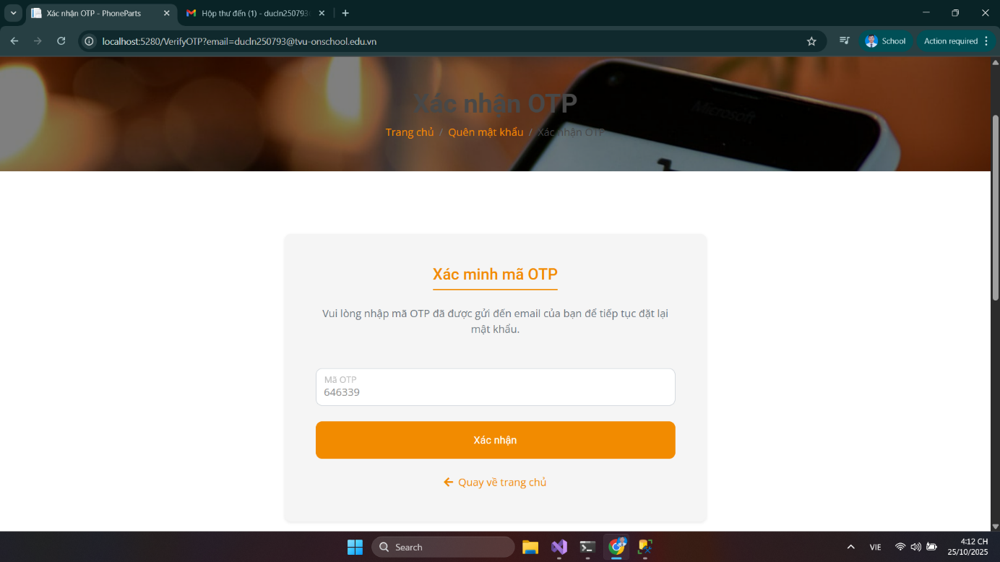 Xác nhận OTP - PhoneParts
Hộp thư đến (1) - ducln250793
localhost:5280/VerifyOTP?email=ducln250793@tvu-onschool.edu.vn
School
Action required
Microsoft
Xác nhận OTP
Trang chủ / Quên mật khẩu / Xác nhận OTP
Xác minh mã OTP
Vui lòng nhập mã OTP đã được gửi đến email của bạn để tiếp tục đặt lại
mật khẩu.
Mã OTP
646339
Xác nhận
Quay về trang chủ
Search
VIE
4:12 CH
25/10/2025